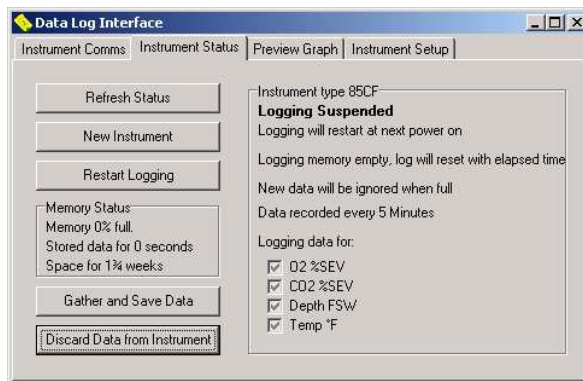 Data Log Interface
Instrument Comms Instrument Status Preview Graph Instrument Setup
Refresh Status
New Instrument
Restart Logging
Memory Status
Memory 0% full.
Stored data for 0 seconds
Space for 1¾ weeks
Gather and Save Data
Discard Data from Instrument
Instrument type 85CF
Logging Suspended
Logging will restart at next power on
Logging memory empty, log will reset with elapsed time
New data will be ignored when full
Data recorded every 5 Minutes
Logging data for:
O2 %SEV
CO2 %SEV
Depth FSW
Temp °F